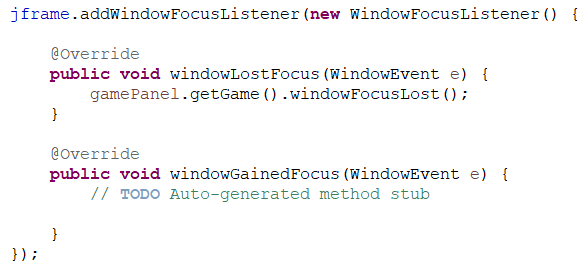 jframe.addWindowFocusListener(new WindowFocusListener() {
@Override
public void windowLostFocus(WindowEvent e) {
gamePanel.getGame().windowFocusLost();
}
@Override
public void windowGainedFocus(WindowEvent e) {
// TODO Auto-generated method stub
}
});